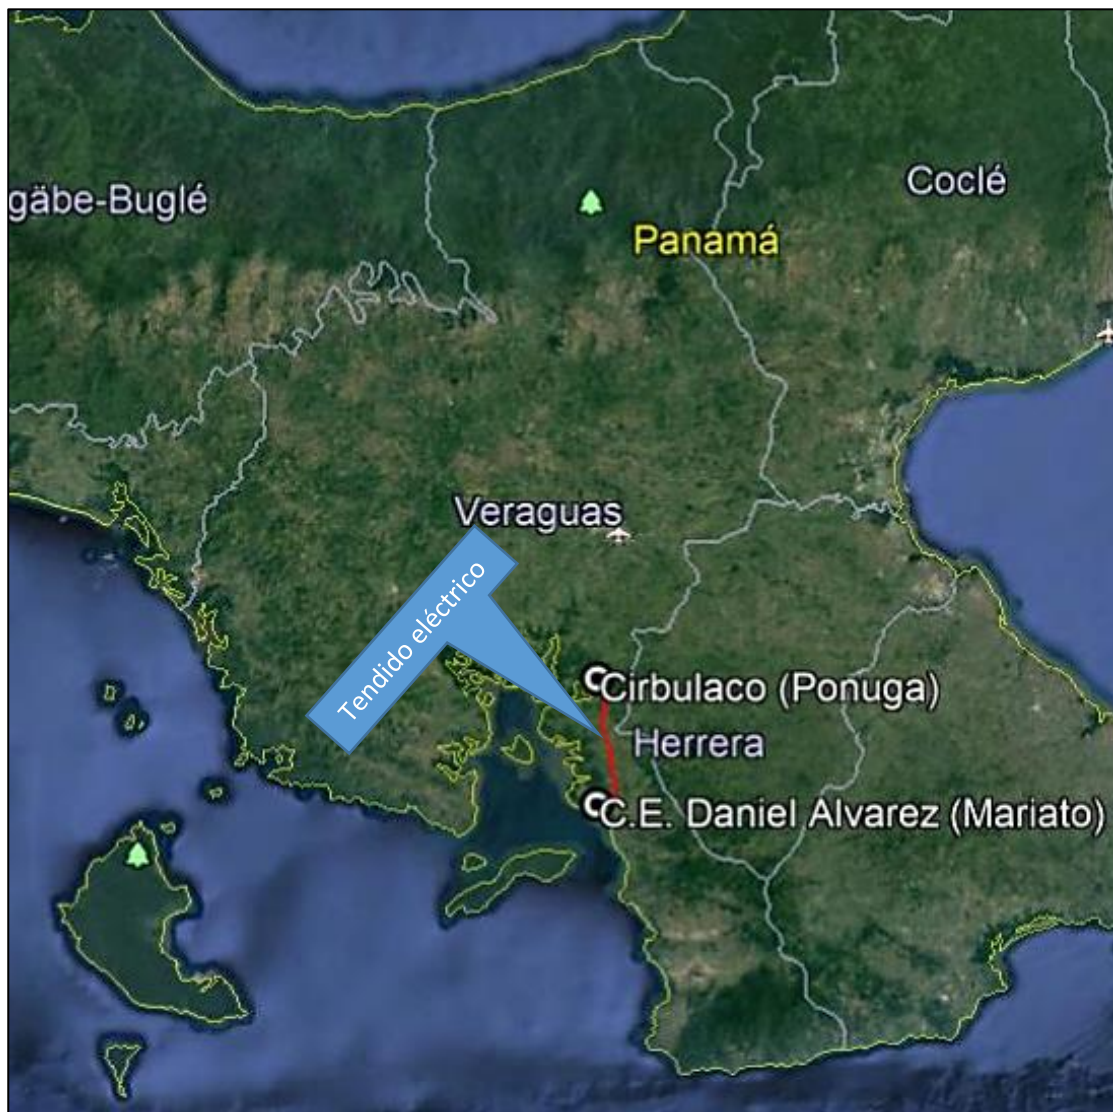 gäbe-Buglé
Coclé
Panamá
Veraguas
Tendido eléctrico
Cirbulaco (Ponuga)
Herrera
C.E. Daniel Alvarez (Mariato)